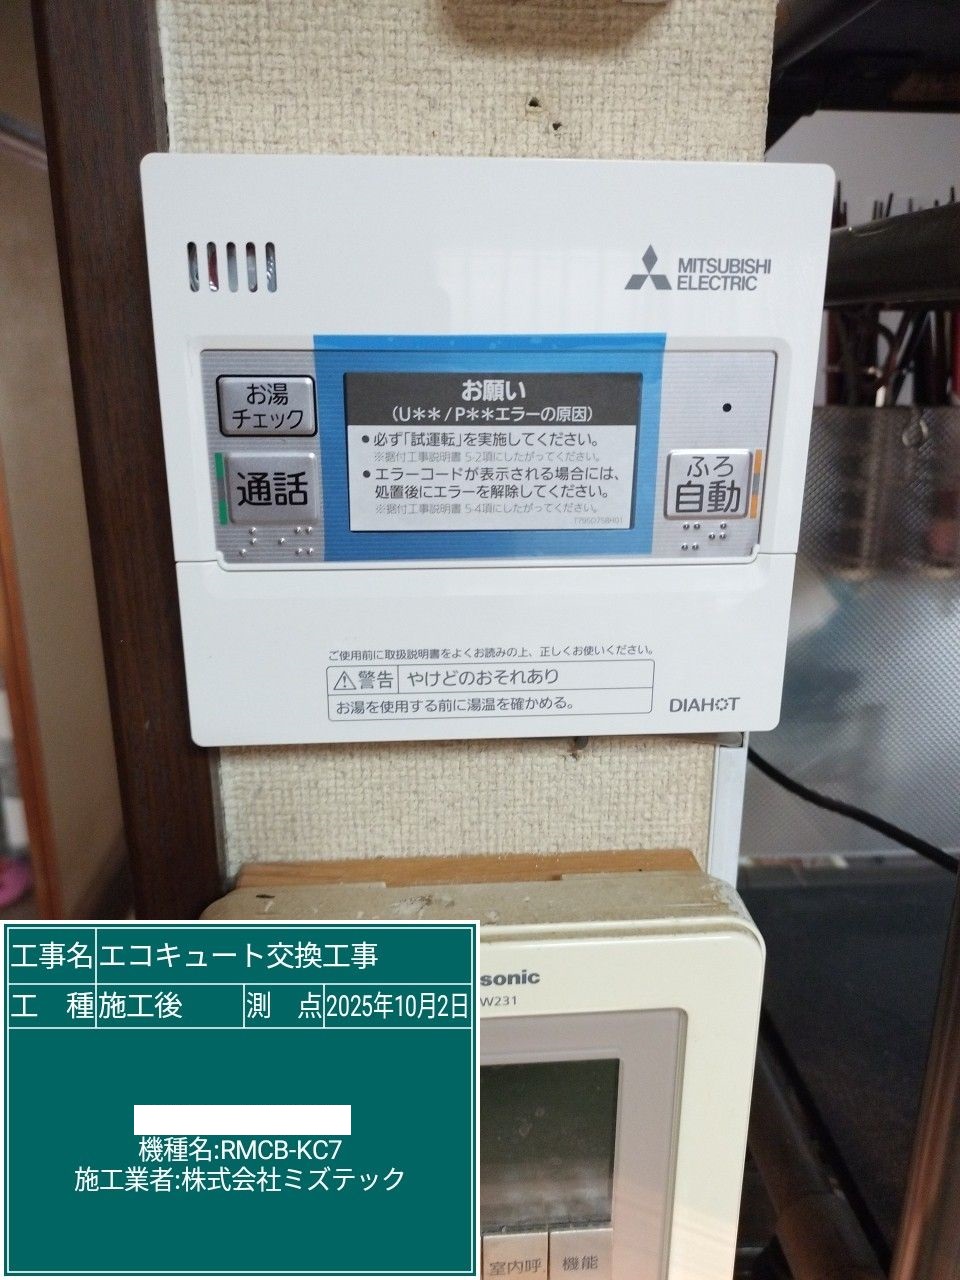 MITSUBISHI
ELECTRIC
お湯
チェック
通話
お願い
(U**/P**エラーの原因)
●必ず「試運転」を実施してください。
※据付工事説明書 5-2項にしたがってください。
●エラーコードが表示される場合には、
処置後にエラーを解除してください。
※据付工事説明書 5-4項にしたがってください。
ふろ
自動
ご使用前に取扱説明書をよくお読みの上、正しくお使いください。
⚠警告 やけどのおそれあり
お湯を使用する前に湯温を確かめる。
DIAHOT
sonic
W231
室内呼
機能
工事名 エコキュート交換工事
工 種 施工後 測 点 2025年10月2日
機種名:RMCB-KC7
施工業者:株式会社ミズテック